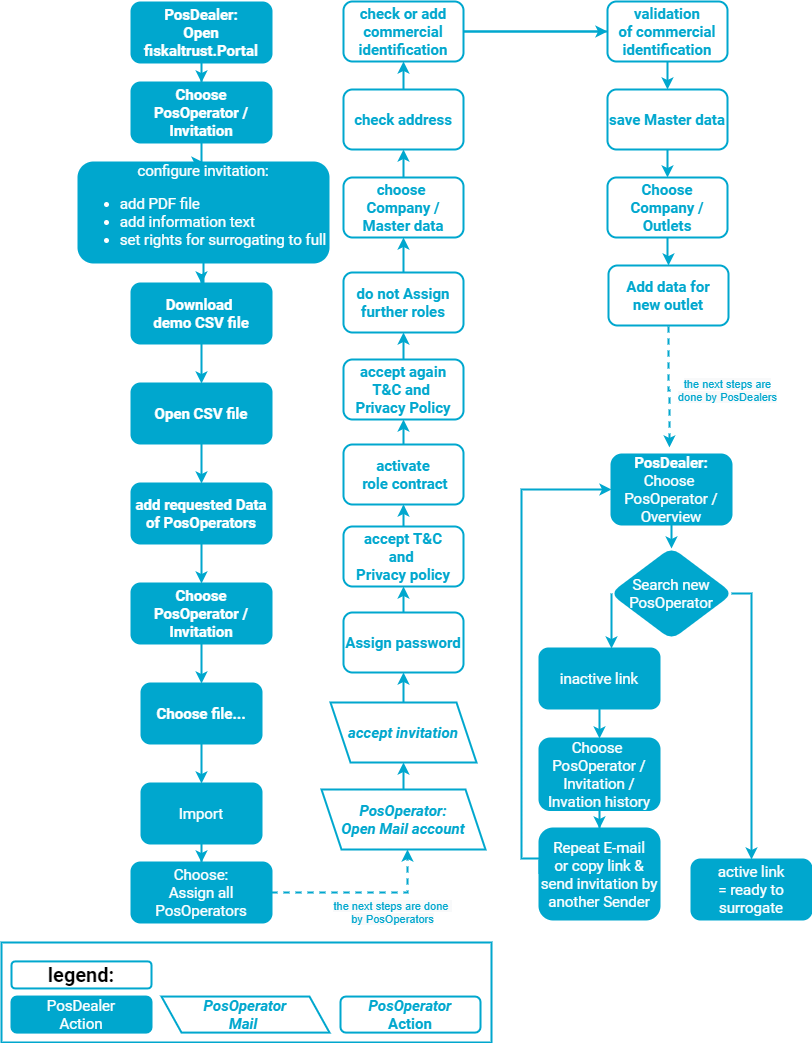 PosDealer:
Open
fiskaltrust.Portal
Choose
PosOperator /
Invitation
configure invitation:
• add PDF file
• add information text
• set rights for surrogating to full
Download
demo CSV file
Open CSV file
add requested Data
of PosOperators
Choose
PosOperator /
Invitation
Choose file...
Import
Choose:
Assign all
PosOperators
the next steps are done
by PosOperators
PosOperator:
Open Mail account
accept invitation
Assign password
accept T&C
and
Privacy policy
activate
role contract
accept again
T&C and
Privacy Policy
do not Assign
further roles
choose
Company /
Master data
check address
check or add
commercial
identification
validation
of commercial
identification
save Master data
Choose
Company /
Outlets
Add data for
new outlet
the next steps are
done by PosDealers
PosDealer:
Choose
PosOperator /
Overview
Search new
PosOperator
inactive link
Choose
PosOperator /
Invitation /
Invation history
Repeat E-mail
or copy link &
send invitation by
another Sender
active link
= ready to
surrogate
legend:
PosDealer
Action
PosOperator
Mail
PosOperator
Action